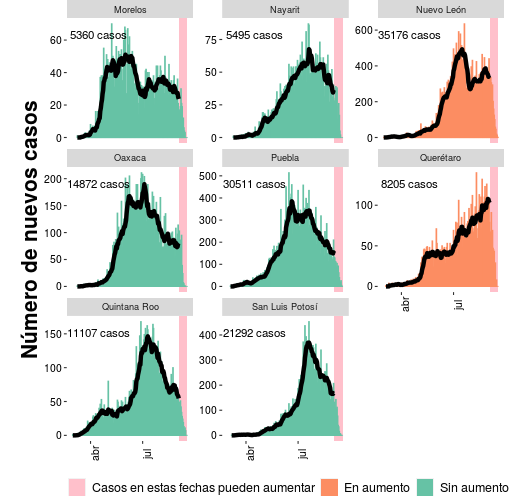 Número de nuevos casos
Morelos
Nayarit
Nuevo León
5360 casos
5495 casos
35176 casos
60
40
20
0
75
50
25
0
600
400
200
0
Oaxaca
Puebla
Querétaro
14872 casos
30511 casos
8205 casos
200
150
100
50
0
500
400
300
200
100
0
100
50
0
abr
jul
Quintana Roo
San Luis Potosí
11107 casos
21292 casos
150
100
50
0
400
300
200
100
0
abr
jul
abr
jul
Casos en estas fechas pueden aumentar
En aumento
Sin aumento